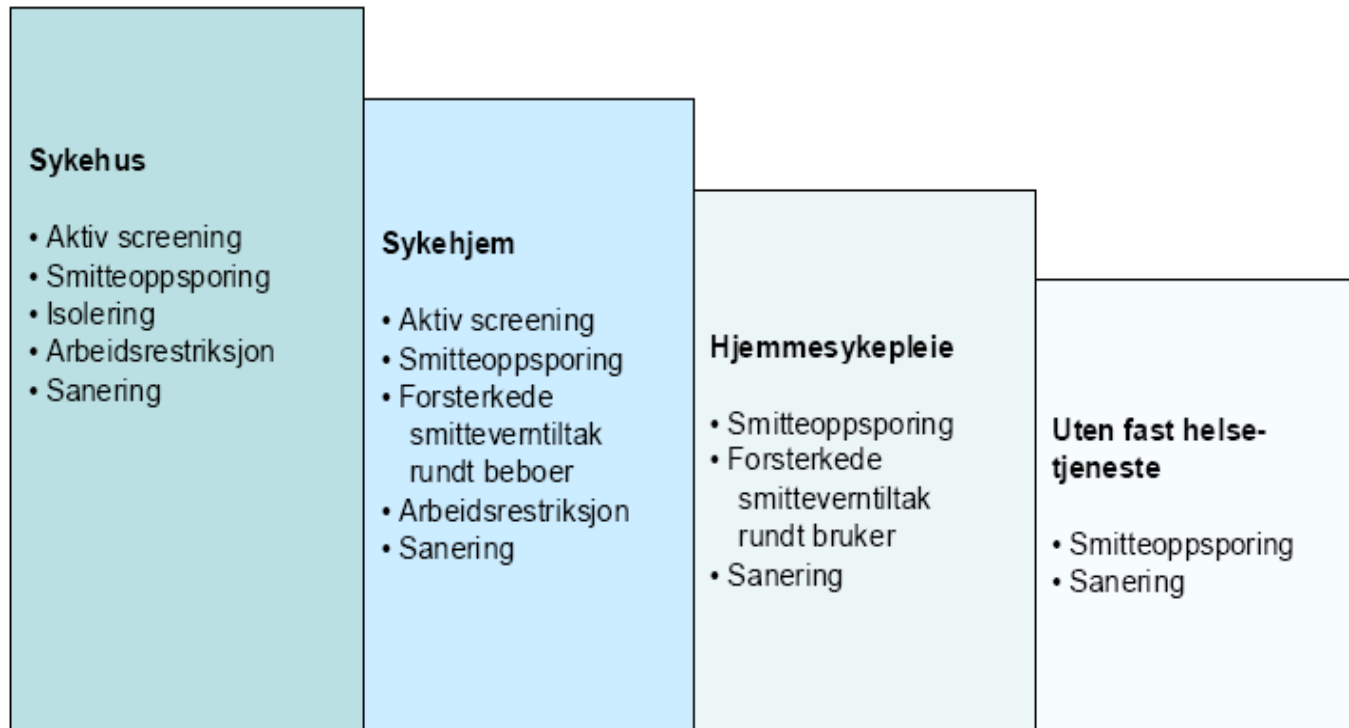 Sykehus
• Aktiv screening
• Smitteoppsporing
• Isolering
• Arbeidsrestriksjon
• Sanering
Sykehjem
• Aktiv screening
• Smitteoppsporing
• Forsterkede
smitteverntiltak
rundt beboer
• Arbeidsrestriksjon
• Sanering
Hjemmesykepleie
• Smitteoppsporing
• Forsterkede
smitteverntiltak
rundt bruker
• Sanering
Uten fast helse-
tjeneste
• Smitteoppsporing
• Sanering